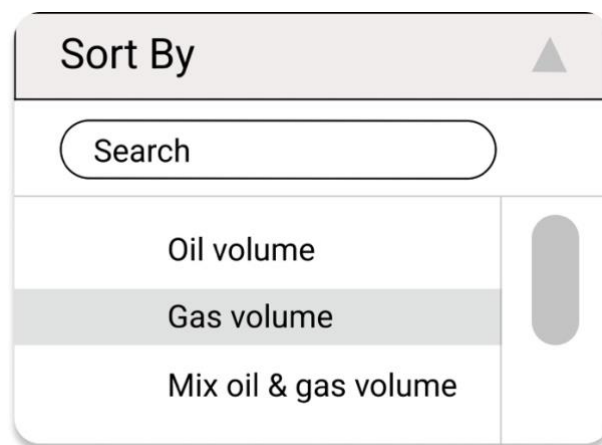 Sort By
Search
Oil volume
Gas volume
Mix oil & gas volume